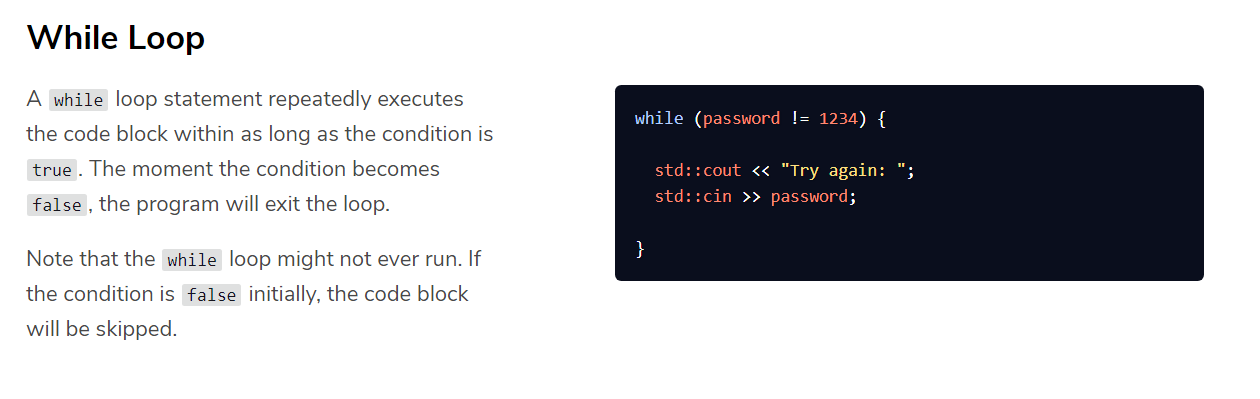 While Loop
A while loop statement repeatedly executes
the code block within as long as the condition is
true. The moment the condition becomes
false, the program will exit the loop.
Note that the while loop might not ever run. If
the condition is false initially, the code block
will be skipped.
while (password != 1234) {
  std::cout << "Try again: ";
  std::cin >> password;
}